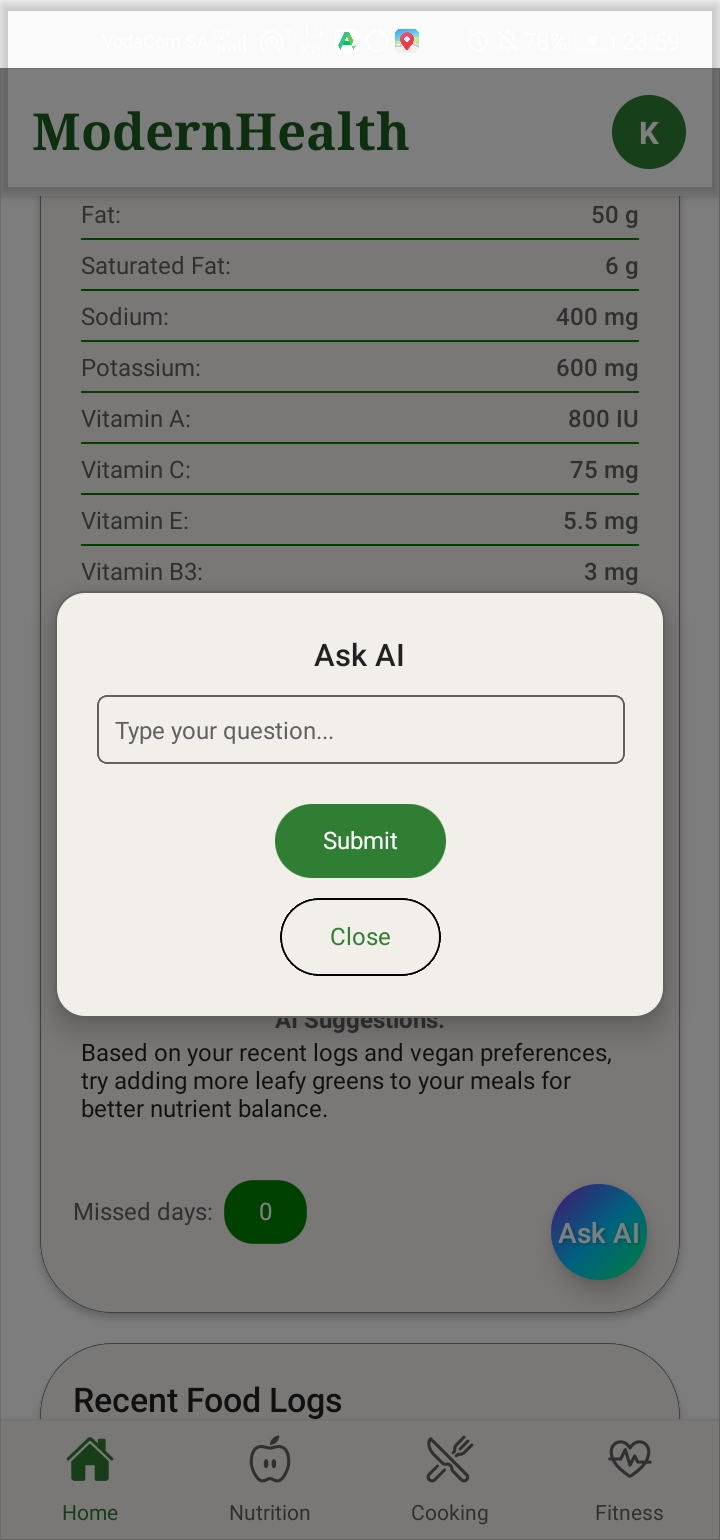 VodaCom SA 78% 23:59
ModernHealth K
Fat: 50 g
Saturated Fat: 6 g
Sodium: 400 mg
Potassium: 600 mg
Vitamin A: 800 IU
Vitamin C: 75 mg
Vitamin E: 5.5 mg
Vitamin B3: 3 mg
Ask AI
Type your question...
Submit
Close
AI Suggestions:
Based on your recent logs and vegan preferences,
try adding more leafy greens to your meals for
better nutrient balance.
Missed days: 0
Ask AI
Recent Food Logs
Home Nutrition Cooking Fitness